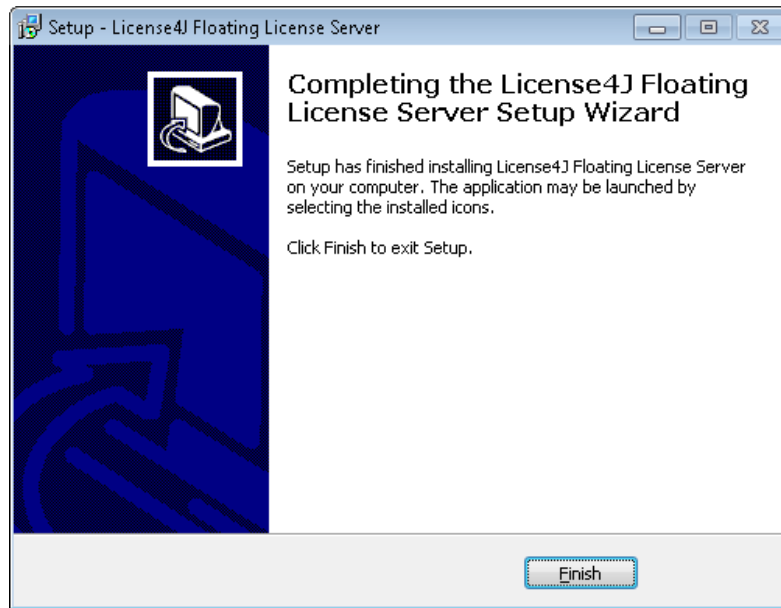 Setup - License4J Floating License Server
Completing the License4J Floating
License Server Setup Wizard
Setup has finished installing License4J Floating License Server
on your computer. The application may be launched by
selecting the installed icons.
Click Finish to exit Setup.
Finish